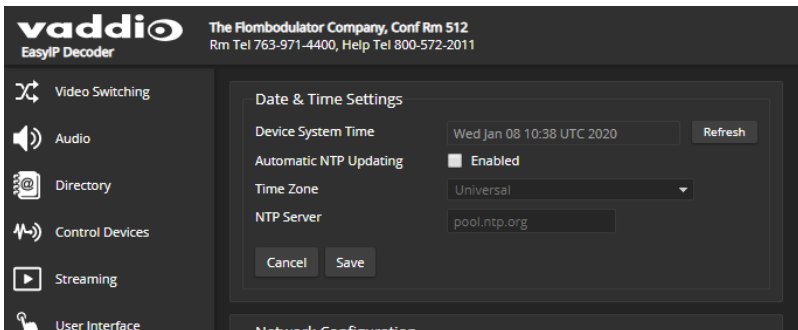 vaddio
The Flombodulator Company, Conf Rm 512
EasyIP Decoder
Rm Tel 763-971-4400, Help Tel 800-572-2011
Video Switching
Audio
Directory
Control Devices
Streaming
User Interface
Date & Time Settings
Device System Time
Wed Jan 08 10:38 UTC 2020
Refresh
Automatic NTP Updating
Enabled
Time Zone
Universal
NTP Server
pool.ntp.org
Cancel
Save
Network Configuration